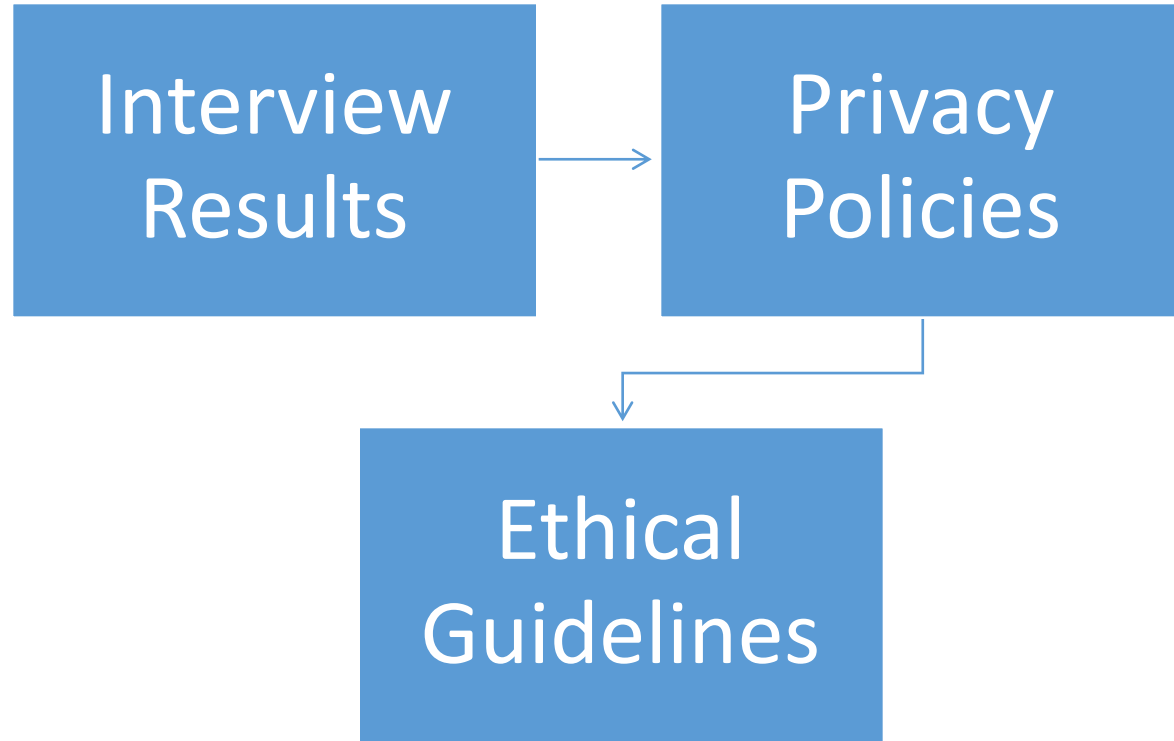 Interview
Results
Privacy
Policies
Ethical
Guidelines